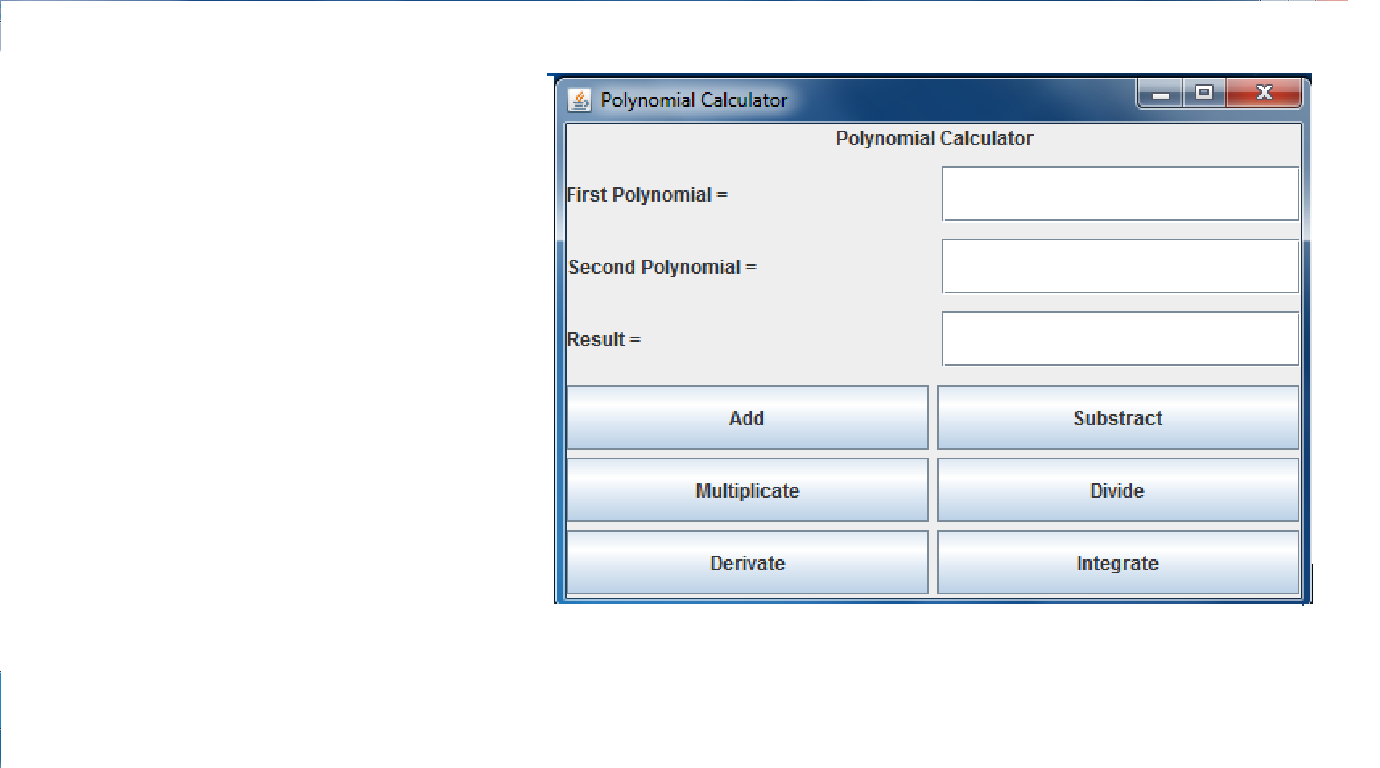 Polynomial Calculator
Polynomial Calculator
First Polynomial =
Second Polynomial =
Result =
Add
Substract
Multiplicate
Divide
Derivate
Integrate